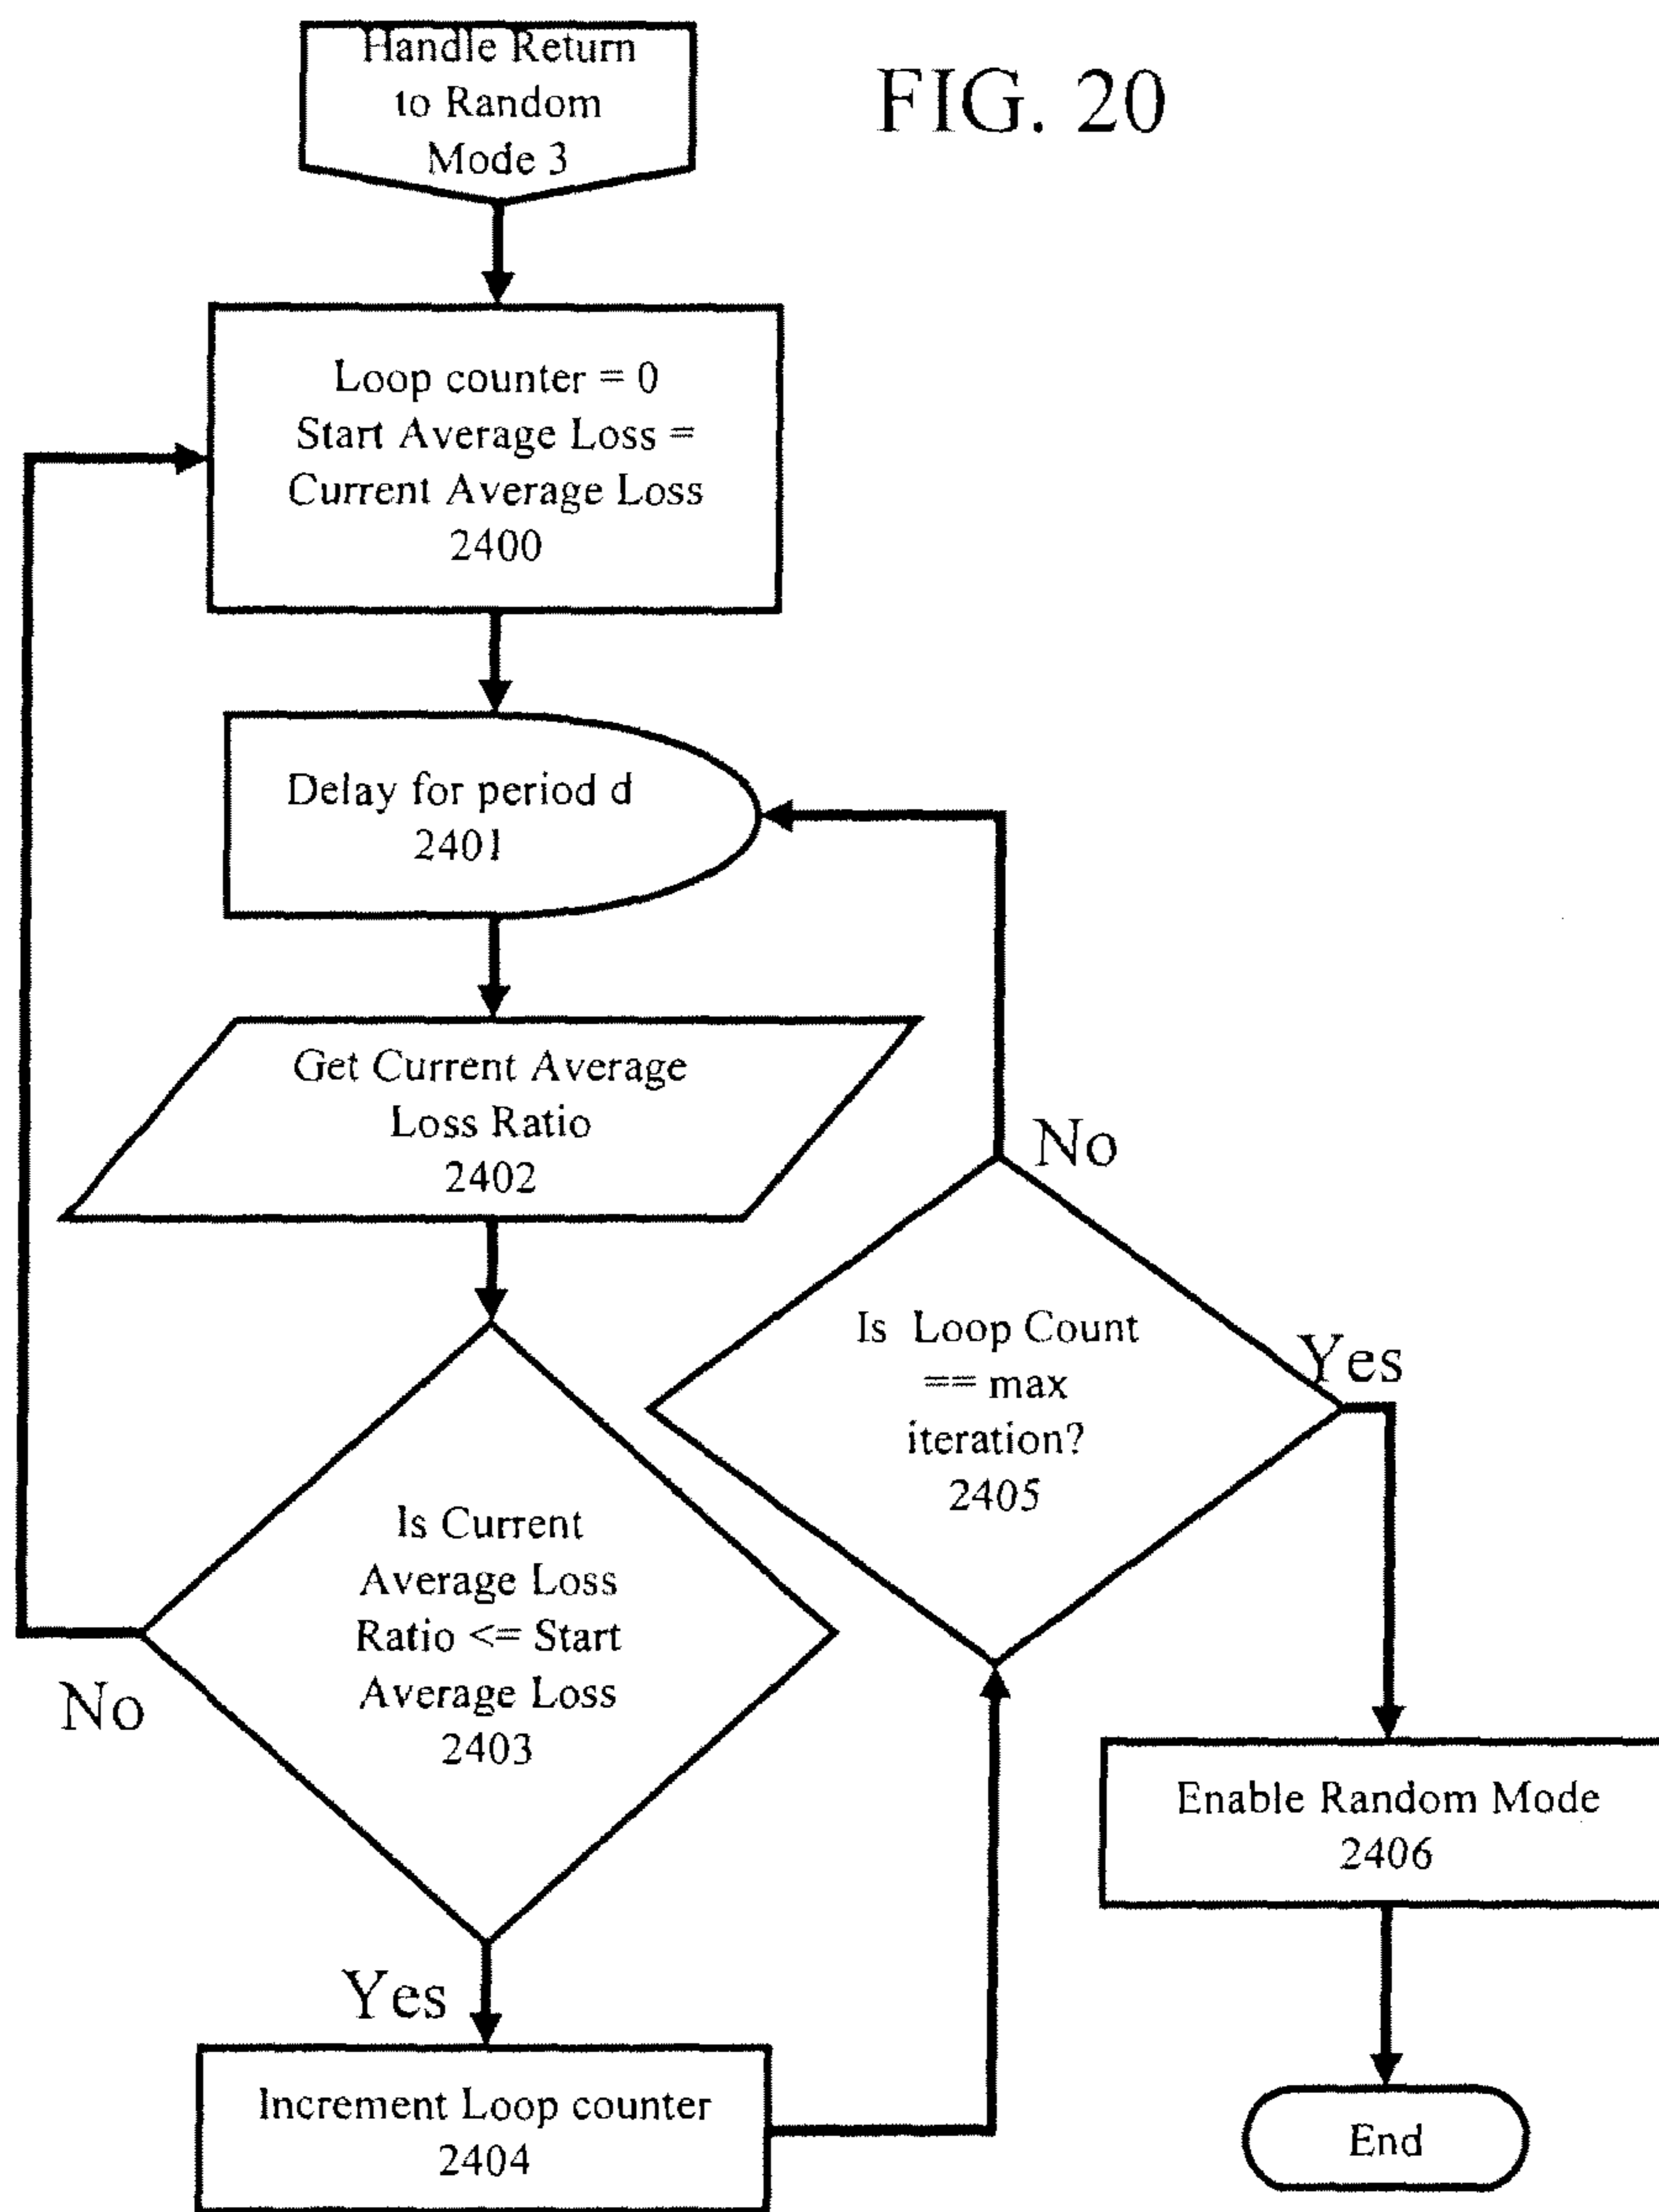 Handle Return
to Random
Mode 3
FIG. 20
Loop counter = 0
Start Average Loss =
Current Average Loss
2400
Delay for period d
2401
Get Current Average
Loss Ratio
2402
No
Is  Loop Count
== max
iteration?
2405
Yes
Is Current
Average Loss
Ratio <= Start
Average Loss
2403
No
Yes
Enable Random Mode
2406
Increment Loop counter
2404
End